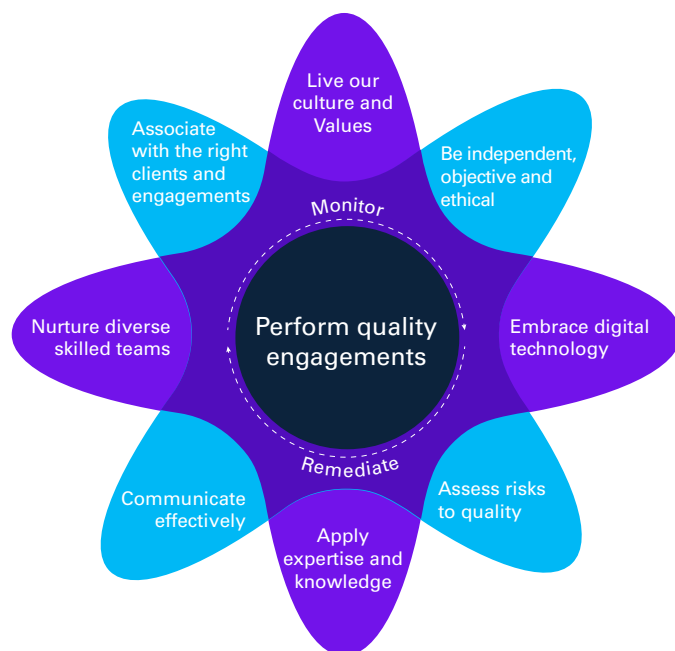 Live our
culture and
Values
Associate
with the right
clients and
engagements
Be independent,
objective and
ethical
Monitor
Nurture diverse
skilled teams
Perform quality
engagements
Embrace digital
technology
Remediate
Communicate
effectively
Assess risks
to quality
Apply
expertise and
knowledge